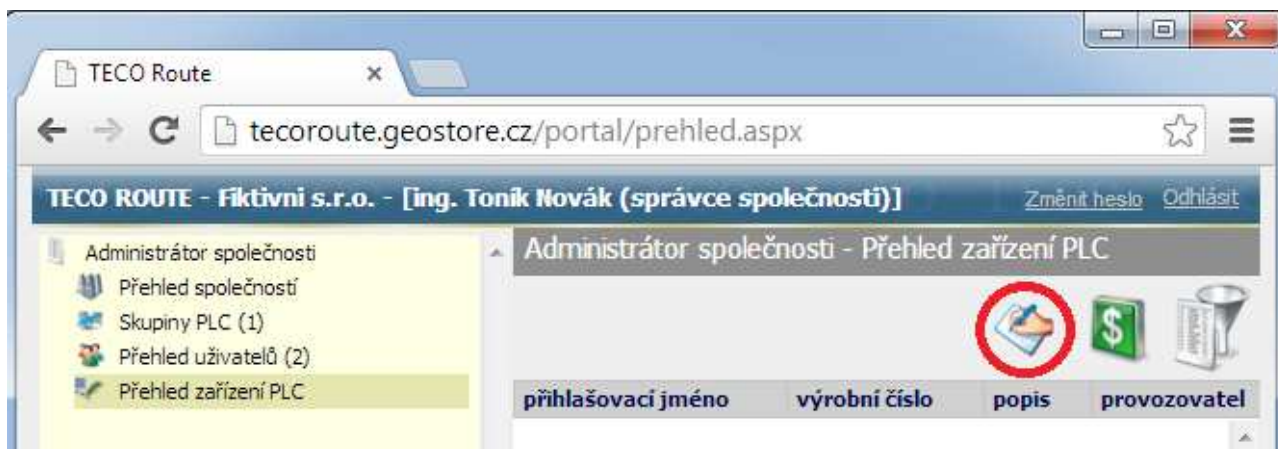 TECO Route
tecoroute.geostore.cz/portal/prehled.aspx
TECO ROUTE - Fiktivni s.r.o. - [ing. Toník Novák (správce společnosti)] Změnit heslo Odhlásit
Administrátor společnosti
Přehled společností
Skupiny PLC (1)
Přehled uživatelů (2)
Přehled zařízení PLC
Administrátor společnosti - Přehled zařízení PLC
$
přihlašovací jméno výrobní číslo popis provozovatel